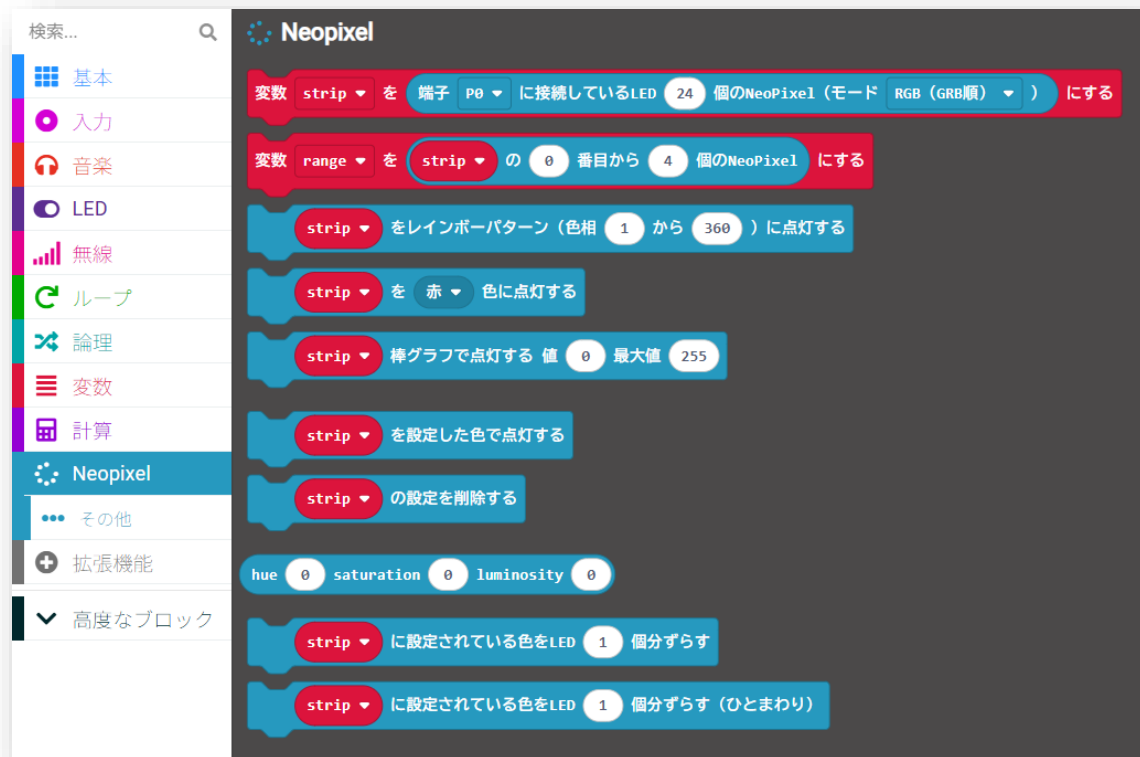 検索...
基本
入力
音楽
LED
無線
ループ
論理
変数
計算
Neopixel
その他
拡張機能
高度なブロック
Neopixel
変数 strip を 端子 P0 に接続しているLED 24 個のNeoPixel（モード RGB（GRB順） ） にする
変数 range を strip の 0 番目から 4 個のNeoPixel にする
strip をレインボーパターン（色相 1 から 360 ）に点灯する
strip を 赤 色に点灯する
strip 棒グラフで点灯する 値 0 最大値 255
strip を設定した色で点灯する
strip の設定を削除する
hue 0 saturation 0 luminosity 0
strip に設定されている色をLED 1 個分ずらす
strip に設定されている色をLED 1 個分ずらす（ひとまわり）